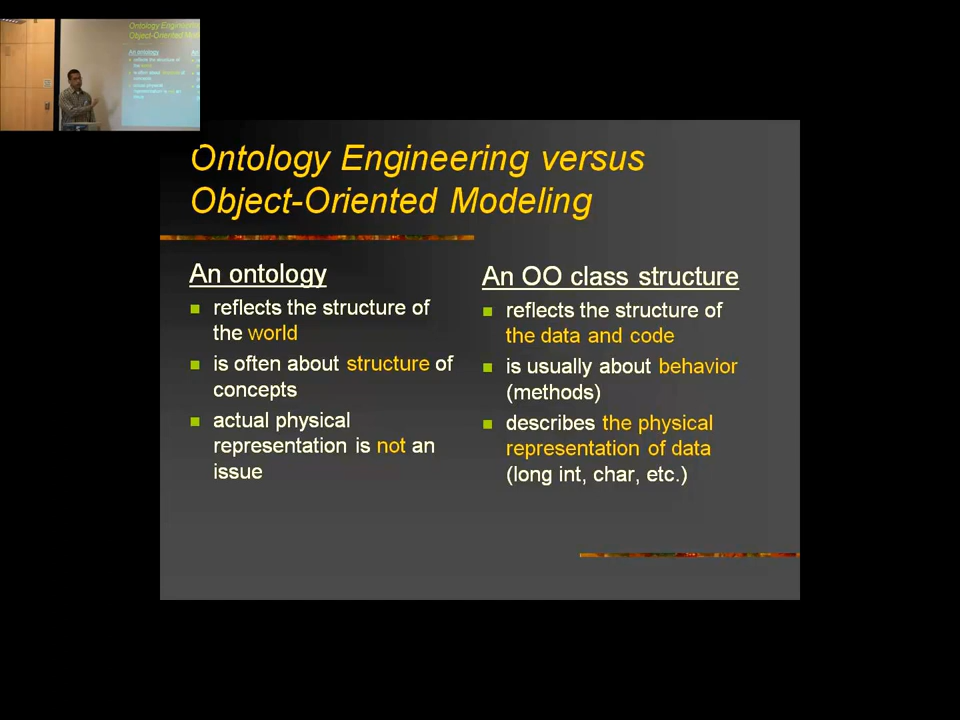 Ontology Engineering versus
Object-Oriented Modeling
An ontology
reflects the structure of
the world
is often about structure of
concepts
actual physical
representation is not an
issue
An OO class structure
reflects the structure of
the data and code
is usually about behavior
(methods)
describes the physical
representation of data
(long int, char, etc.)